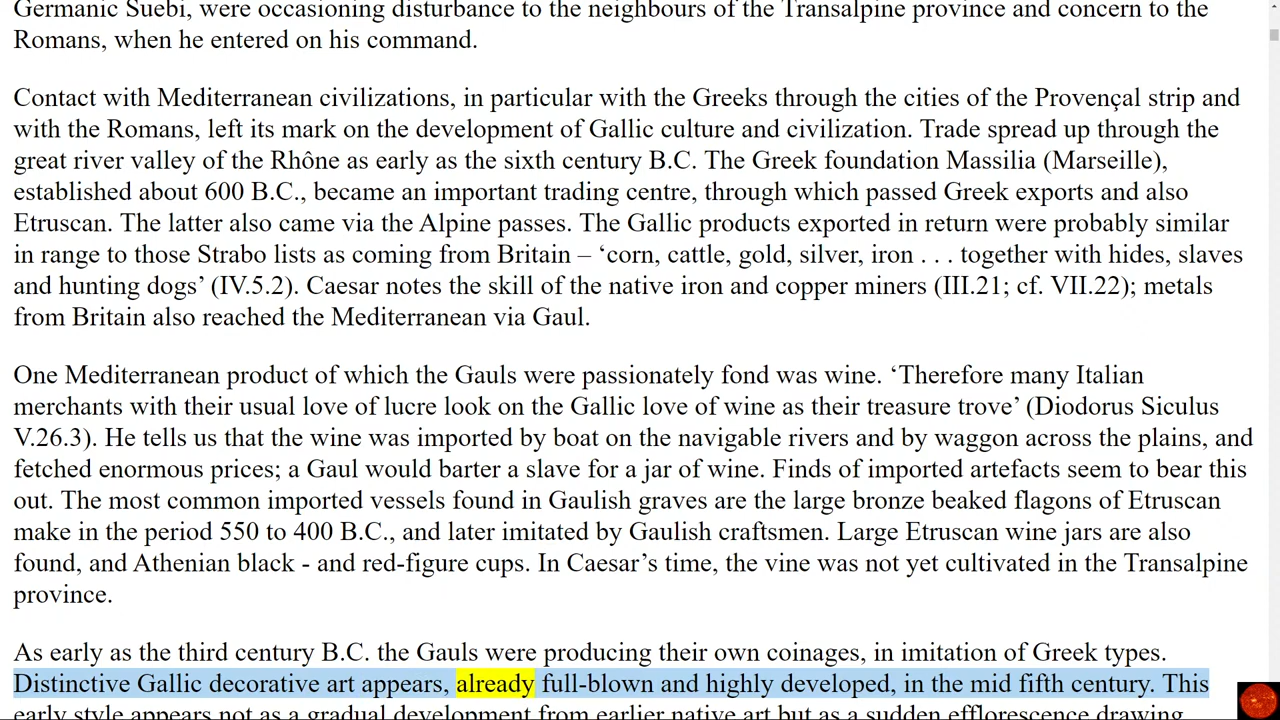 Germanic Suebi, were occasioning disturbance to the neighbours of the Transalpine province and concern to the
Romans, when he entered on his command.
Contact with Mediterranean civilizations, in particular with the Greeks through the cities of the Provençal strip and
with the Romans, left its mark on the development of Gallic culture and civilization. Trade spread up through the
great river valley of the Rhône as early as the sixth century B.C. The Greek foundation Massilia (Marseille),
established about 600 B.C., became an important trading centre, through which passed Greek exports and also
Etruscan. The latter also came via the Alpine passes. The Gallic products exported in return were probably similar
in range to those Strabo lists as coming from Britain – ‘corn, cattle, gold, silver, iron . . . together with hides, slaves
and hunting dogs’ (IV.5.2). Caesar notes the skill of the native iron and copper miners (III.21; cf. VII.22); metals
from Britain also reached the Mediterranean via Gaul.
One Mediterranean product of which the Gauls were passionately fond was wine. ‘Therefore many Italian
merchants with their usual love of lucre look on the Gallic love of wine as their treasure trove’ (Diodorus Siculus
V.26.3). He tells us that the wine was imported by boat on the navigable rivers and by waggon across the plains, and
fetched enormous prices; a Gaul would barter a slave for a jar of wine. Finds of imported artefacts seem to bear this
out. The most common imported vessels found in Gaulish graves are the large bronze beaked flagons of Etruscan
make in the period 550 to 400 B.C., and later imitated by Gaulish craftsmen. Large Etruscan wine jars are also
found, and Athenian black - and red-figure cups. In Caesar’s time, the vine was not yet cultivated in the Transalpine
province.
As early as the third century B.C. the Gauls were producing their own coinages, in imitation of Greek types.
Distinctive Gallic decorative art appears, already full-blown and highly developed, in the mid fifth century. This
early style appears not as a gradual development from earlier native art but as a sudden efflorescence drawing